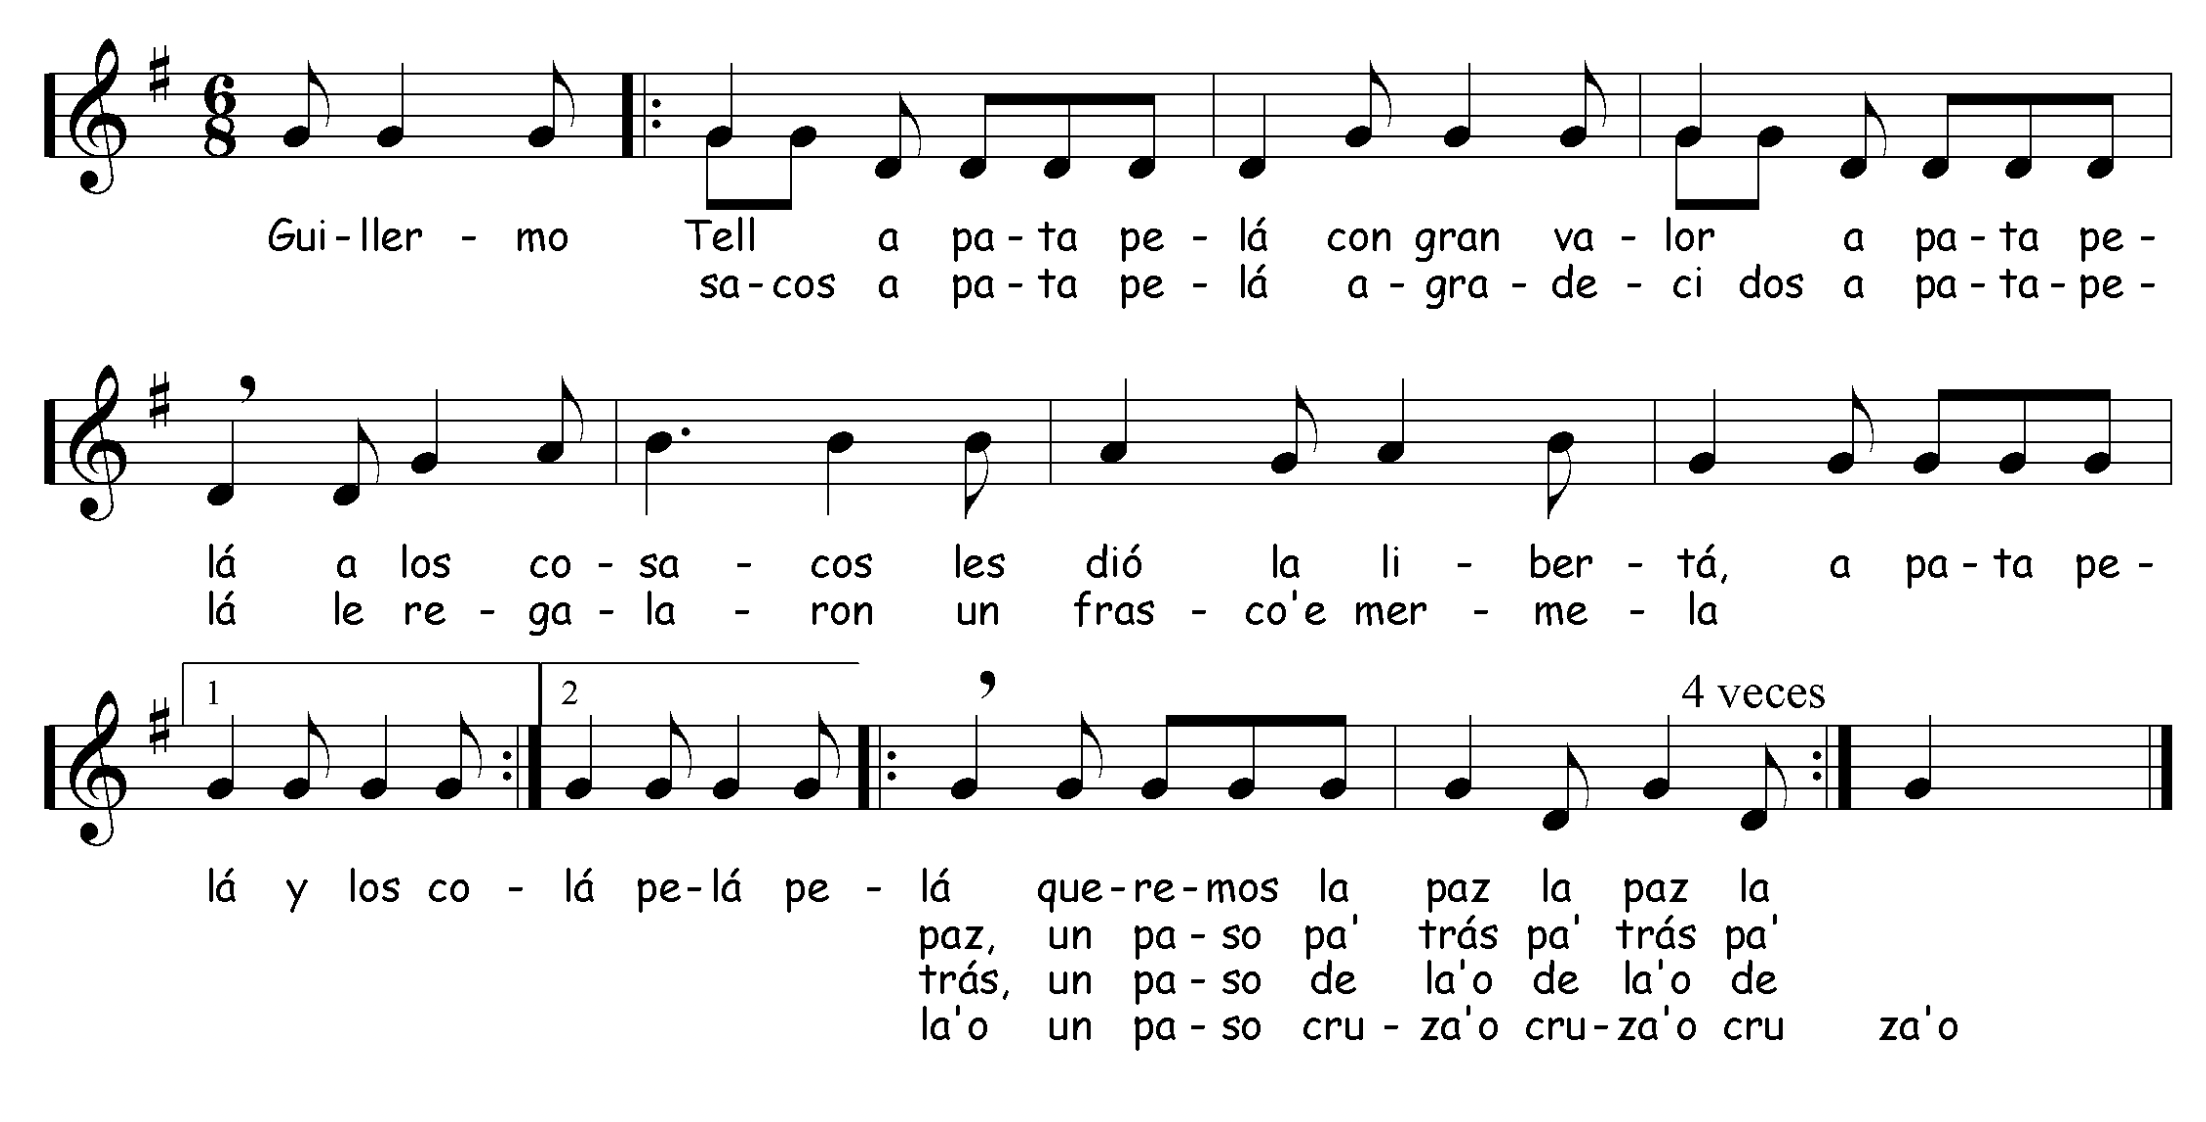 6
8
Gui - ller - mo Tell a pa - ta pe - lá con gran va - lor a pa - ta pe -
sa - cos a pa - ta pe - lá a - gra - de - ci dos a pa - ta - pe -
lá a los co - sa - cos les dió la li - ber - tá, a pa - ta pe -
lá le re - ga - la - ron un fras - co'e mer - me - la
1 2 4 veces
lá y los co - lá pe - lá pe - lá que - re - mos la paz la paz la
paz, un pa - so pa' trás pa' trás pa'
trás, un pa - so de la'o de la'o de
la'o un pa - so cru - za'o cru - za'o cru za'o